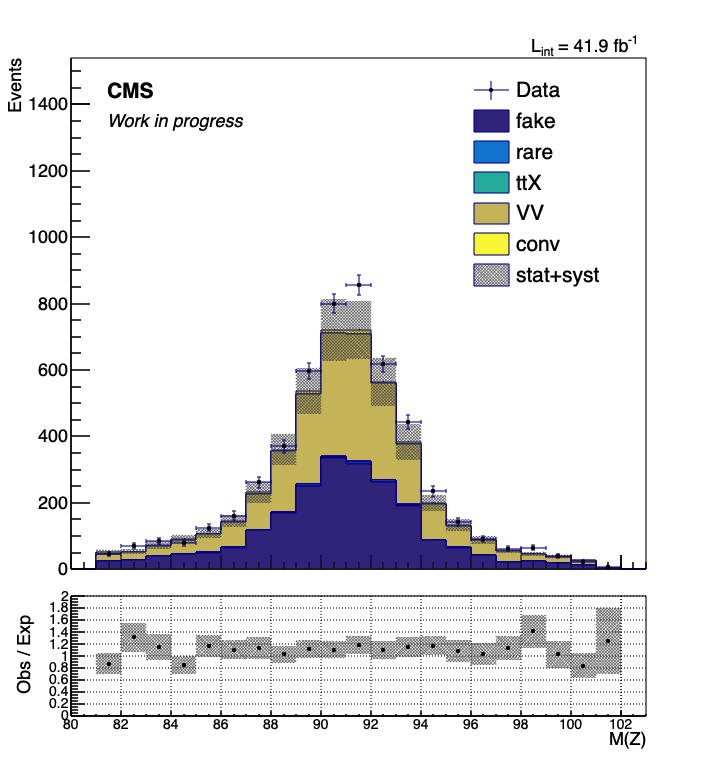 L_int = 41.9 fb^-1
Events
CMS
Work in progress
Data
fake
rare
ttX
VV
conv
stat+syst
1400
1200
1000
800
600
400
200
0
Obs / Exp
2
1.8
1.6
1.4
1.2
1
0.8
0.6
0.4
0.2
0
80 82 84 86 88 90 92 94 96 98 100 102
M(Z)